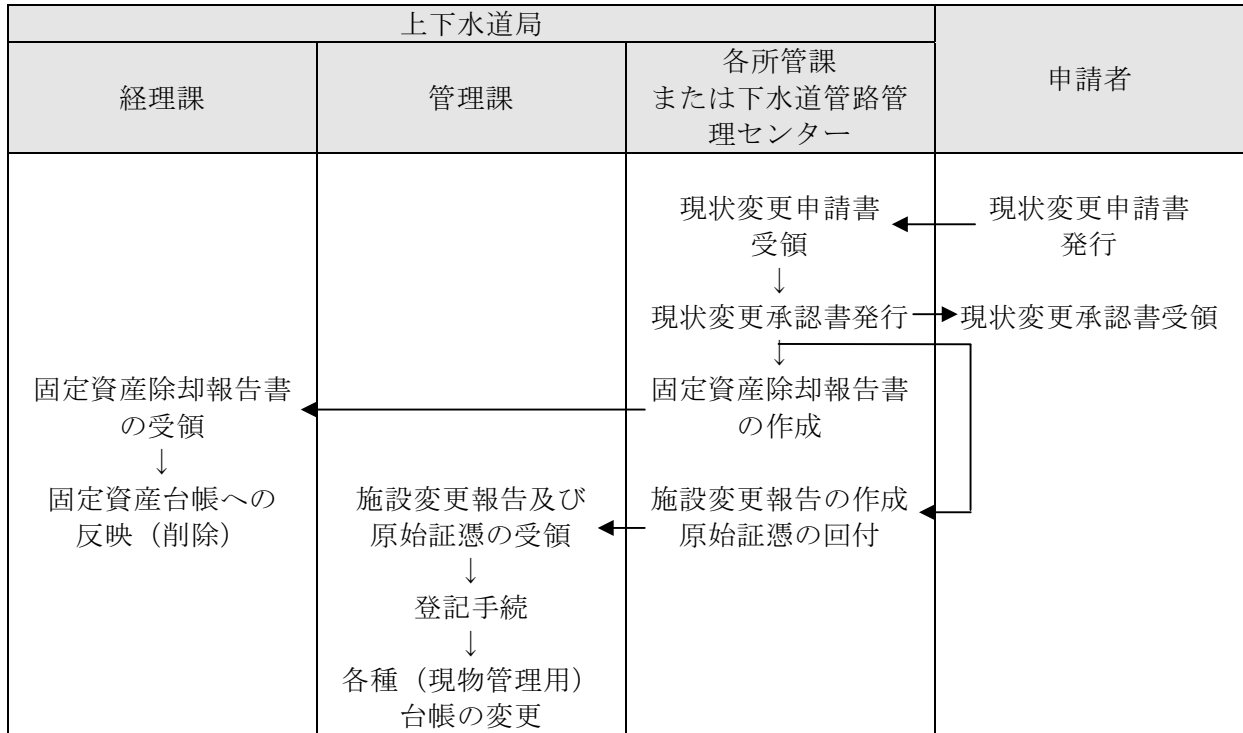 上下水道局
経理課
管理課
各所管課
または下水道管路管
理センター
申請者
現状変更申請書
受領
現状変更申請書
発行
↓
現状変更承認書発行
現状変更承認書受領
↓
固定資産除却報告書
の受領
固定資産除却報告書
の作成
↓
固定資産台帳への
反映（削除）
施設変更報告及び
原始証憑の受領
施設変更報告の作成
原始証憑の回付
↓
登記手続
↓
各種（現物管理用）
台帳の変更